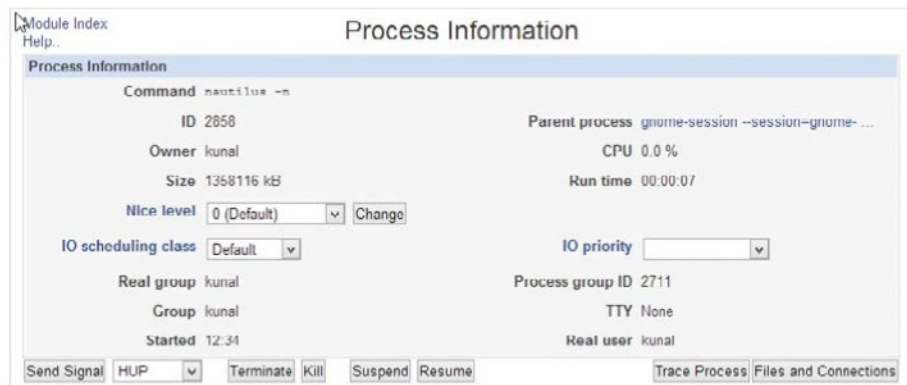 Module Index
Help..
Process Information
Process Information
Command nautilus -n
ID 2858
Parent process gnome-session --session=gnome- ...
Owner kunal
CPU 0.0 %
Size 1358116 kB
Run time 00:00:07
Nice level 0 (Default) Change
IO scheduling class Default
IO priority
Real group kunal
Process group ID 2711
Group kunal
TTY None
Started 12:34
Real user kunal
Send Signal HUP Terminate Kill Suspend Resume Trace Process Files and Connections